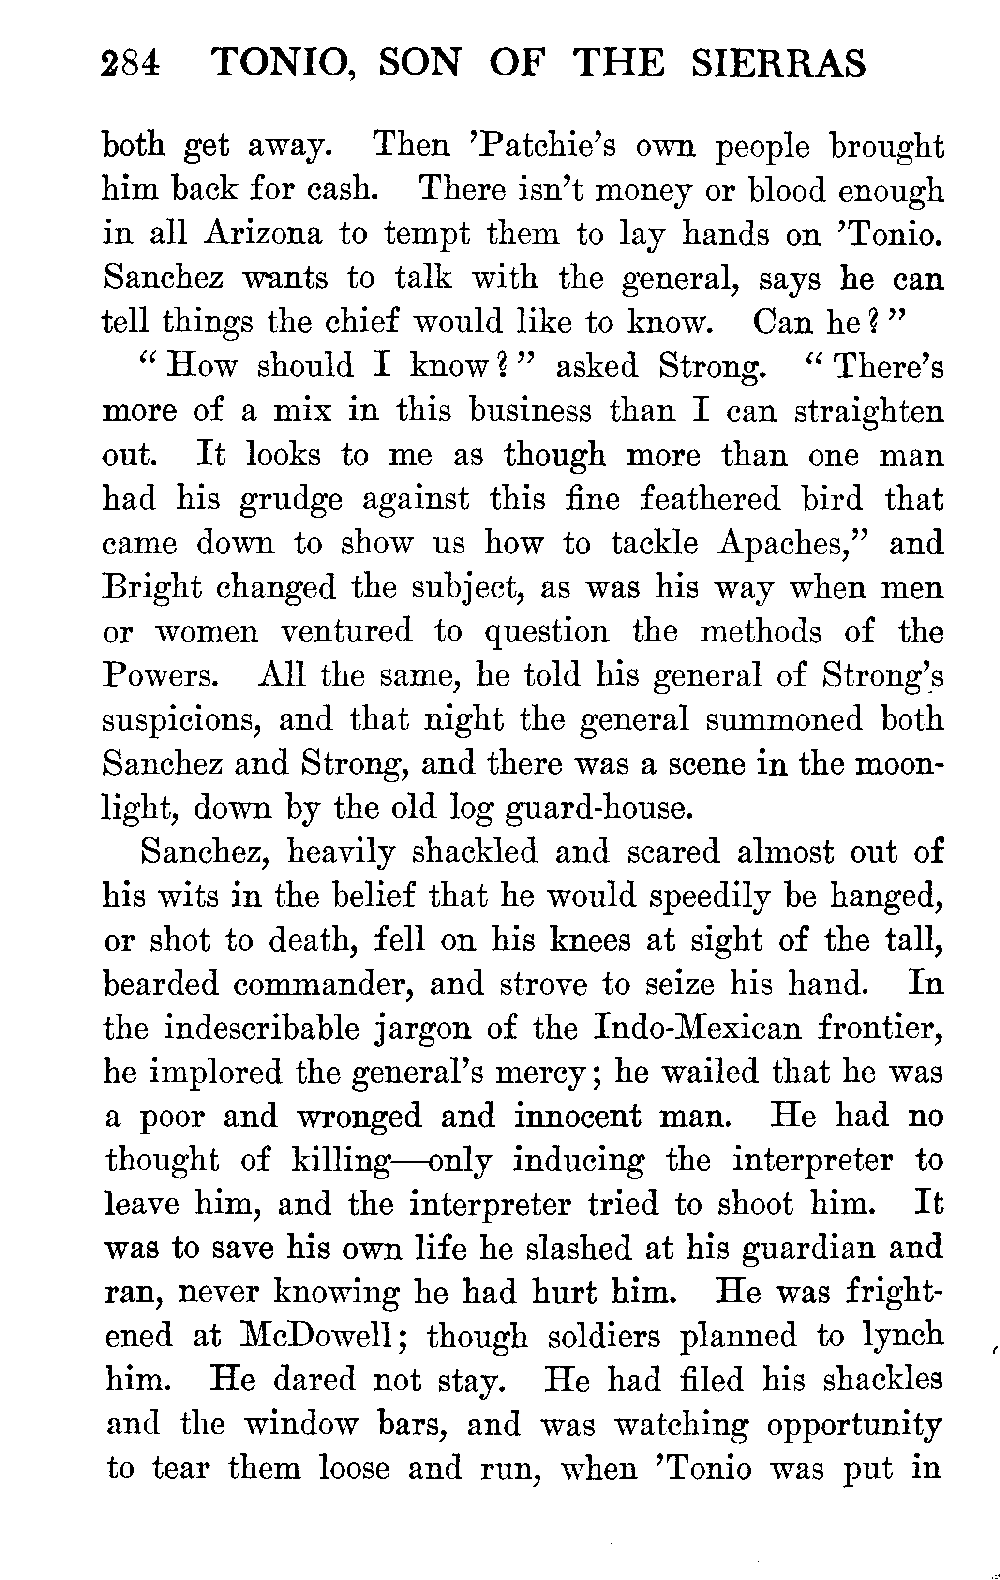 284 TONIO, SON OF THE SIERRAS
both get away. Then ’Patchie’s own people brought
him back for cash. There isn’t money or blood enough
in all Arizona to tempt them to lay hands on ’Tonio.
Sanchez wants to talk with the general, says he can
tell things the chief would like to know. Can he?”
“How should I know?” asked Strong. “There’s
more of a mix in this business than I can straighten
out. It looks to me as though more than one man
had his grudge against this fine feathered bird that
came down to show us how to tackle Apaches,” and
Bright changed the subject, as was his way when men
or women ventured to question the methods of the
Powers. All the same, he told his general of Strong’s
suspicions, and that night the general summoned both
Sanchez and Strong, and there was a scene in the moon-
light, down by the old log guard-house.
Sanchez, heavily shackled and scared almost out of
his wits in the belief that he would speedily be hanged,
or shot to death, fell on his knees at sight of the tall,
bearded commander, and strove to seize his hand. In
the indescribable jargon of the Indo-Mexican frontier,
he implored the general’s mercy; he wailed that he was
a poor and wronged and innocent man. He had no
thought of killing—only inducing the interpreter to
leave him, and the interpreter tried to shoot him. It
was to save his own life he slashed at his guardian and
ran, never knowing he had hurt him. He was fright-
ened at McDowell; though soldiers planned to lynch
him. He dared not stay. He had filed his shackles
and the window bars, and was watching opportunity
to tear them loose and run, when ’Tonio was put in